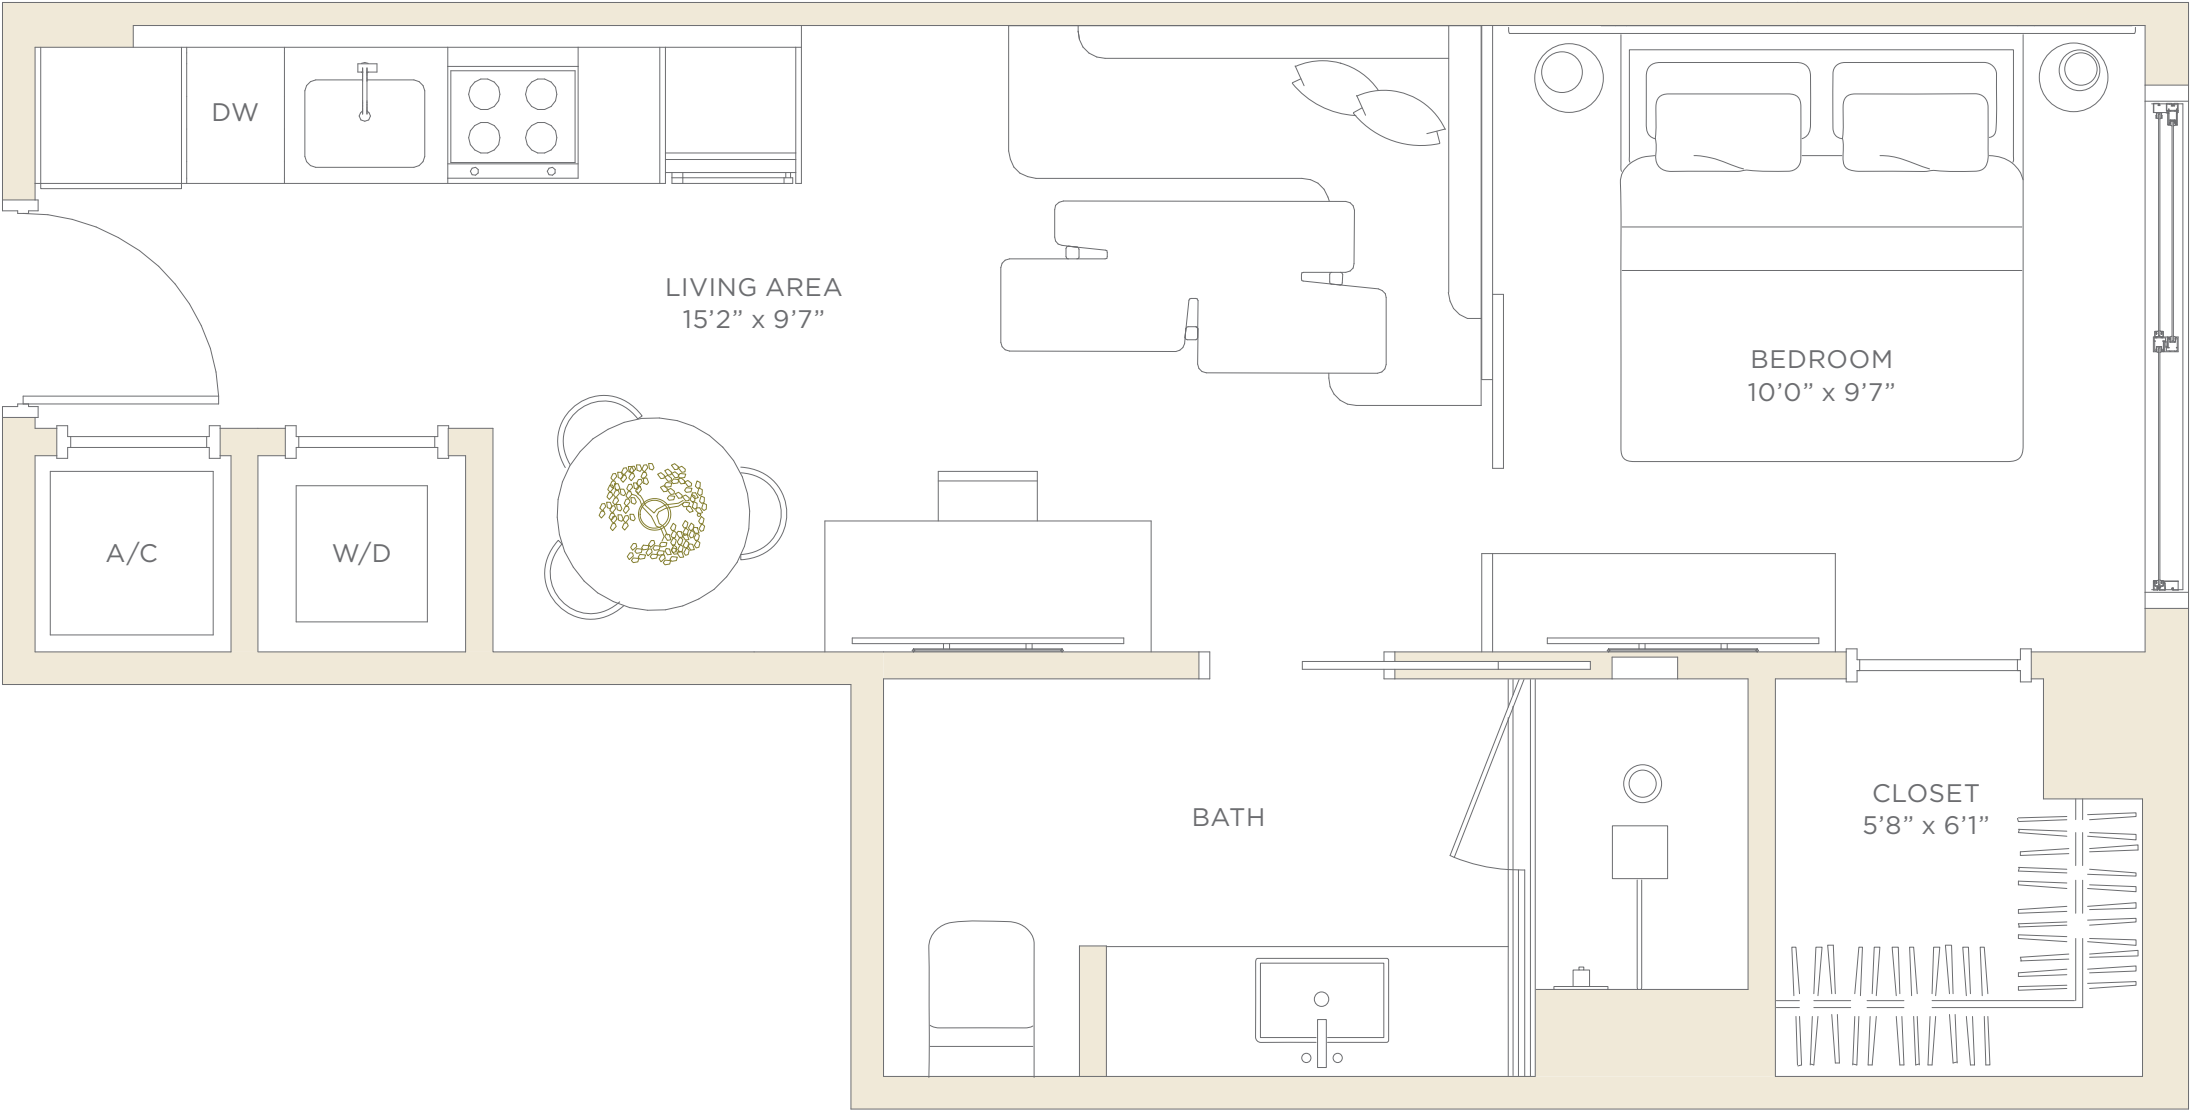 DW
LIVING AREA
15’2” x 9’7”
BEDROOM
10’0” x 9’7”
A/C
W/D
BATH
CLOSET
5’8” x 6’1”